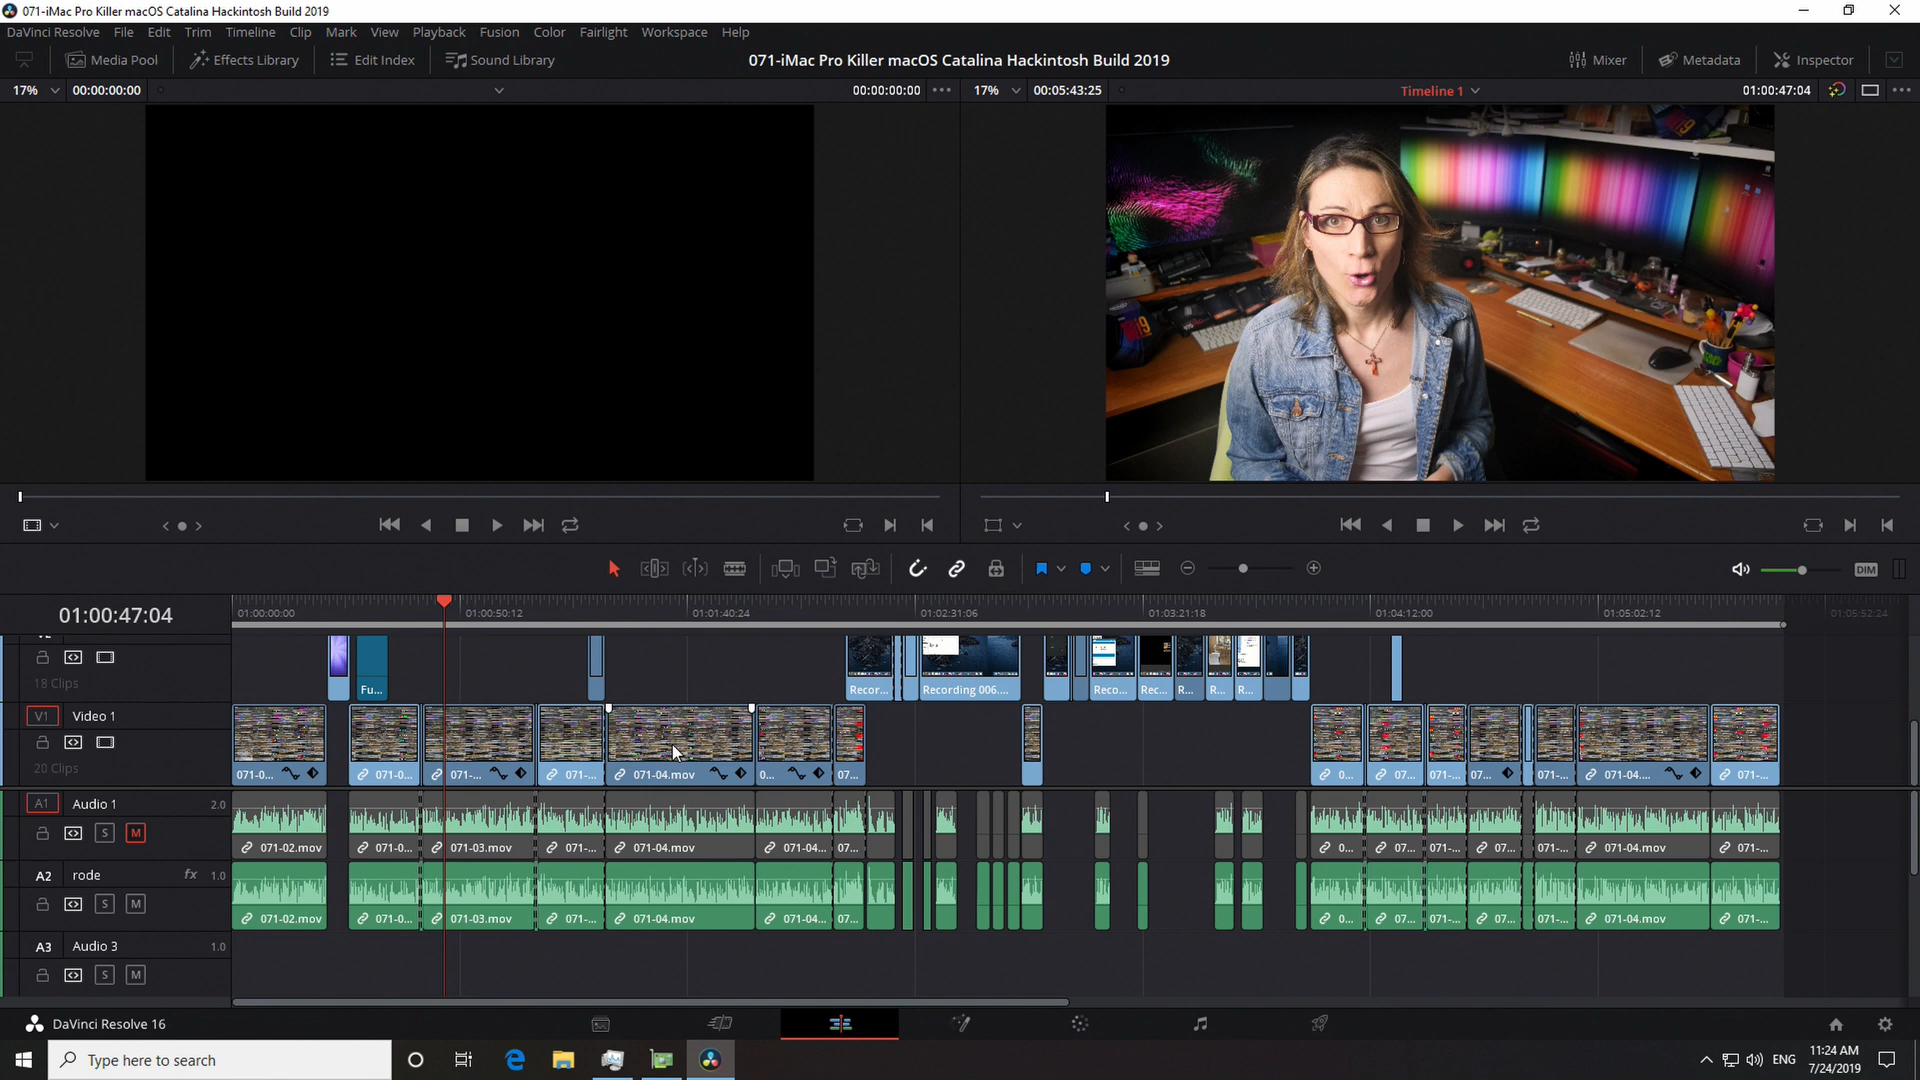 071-iMac Pro Killer macOS Catalina Hackintosh Build 2019
DaVinci Resolve File Edit Trim Timeline Clip Mark View Playback Fusion Color Fairlight Workspace Help
Media Pool Effects Library Edit Index Sound Library 071-iMac Pro Killer macOS Catalina Hackintosh Build 2019 Mixer Metadata Inspector
17% 00:00:00:00 00:00:00:00 17% 00:05:43:25 Timeline 1 01:00:47:04
DIM
01:00:47:04 01:00:00:00 01:00:50:12 01:01:40:24 01:02:31:06 01:03:21:18 01:04:12:00 01:05:02:12 01:05:52:24
18 Clips Fu... Recor... Recording 006.... Reco... Rec... R... R... R...
V1 Video 1
20 Clips 071-0... 071-0... 071-... 071-... 071-04.mov 0... 07... 0... 07... 071-... 07... 071-... 071-04.... 071-...
A1 Audio 1 2.0
S M
071-02.mov 071-0... 071-03.mov 071-... 071-04.mov 071-04... 07... 0... 07... 071-... 07... 071-... 071-04.mov 071-...
A2 rode fx 1.0
S M
071-02.mov 071-0... 071-03.mov 071-... 071-04.mov 071-04... 07... 0... 07... 071-... 07... 071-... 071-04.mov 071-...
A3 Audio 3 1.0
S M
DaVinci Resolve 16
Type here to search ENG 11:24 AM
7/24/2019